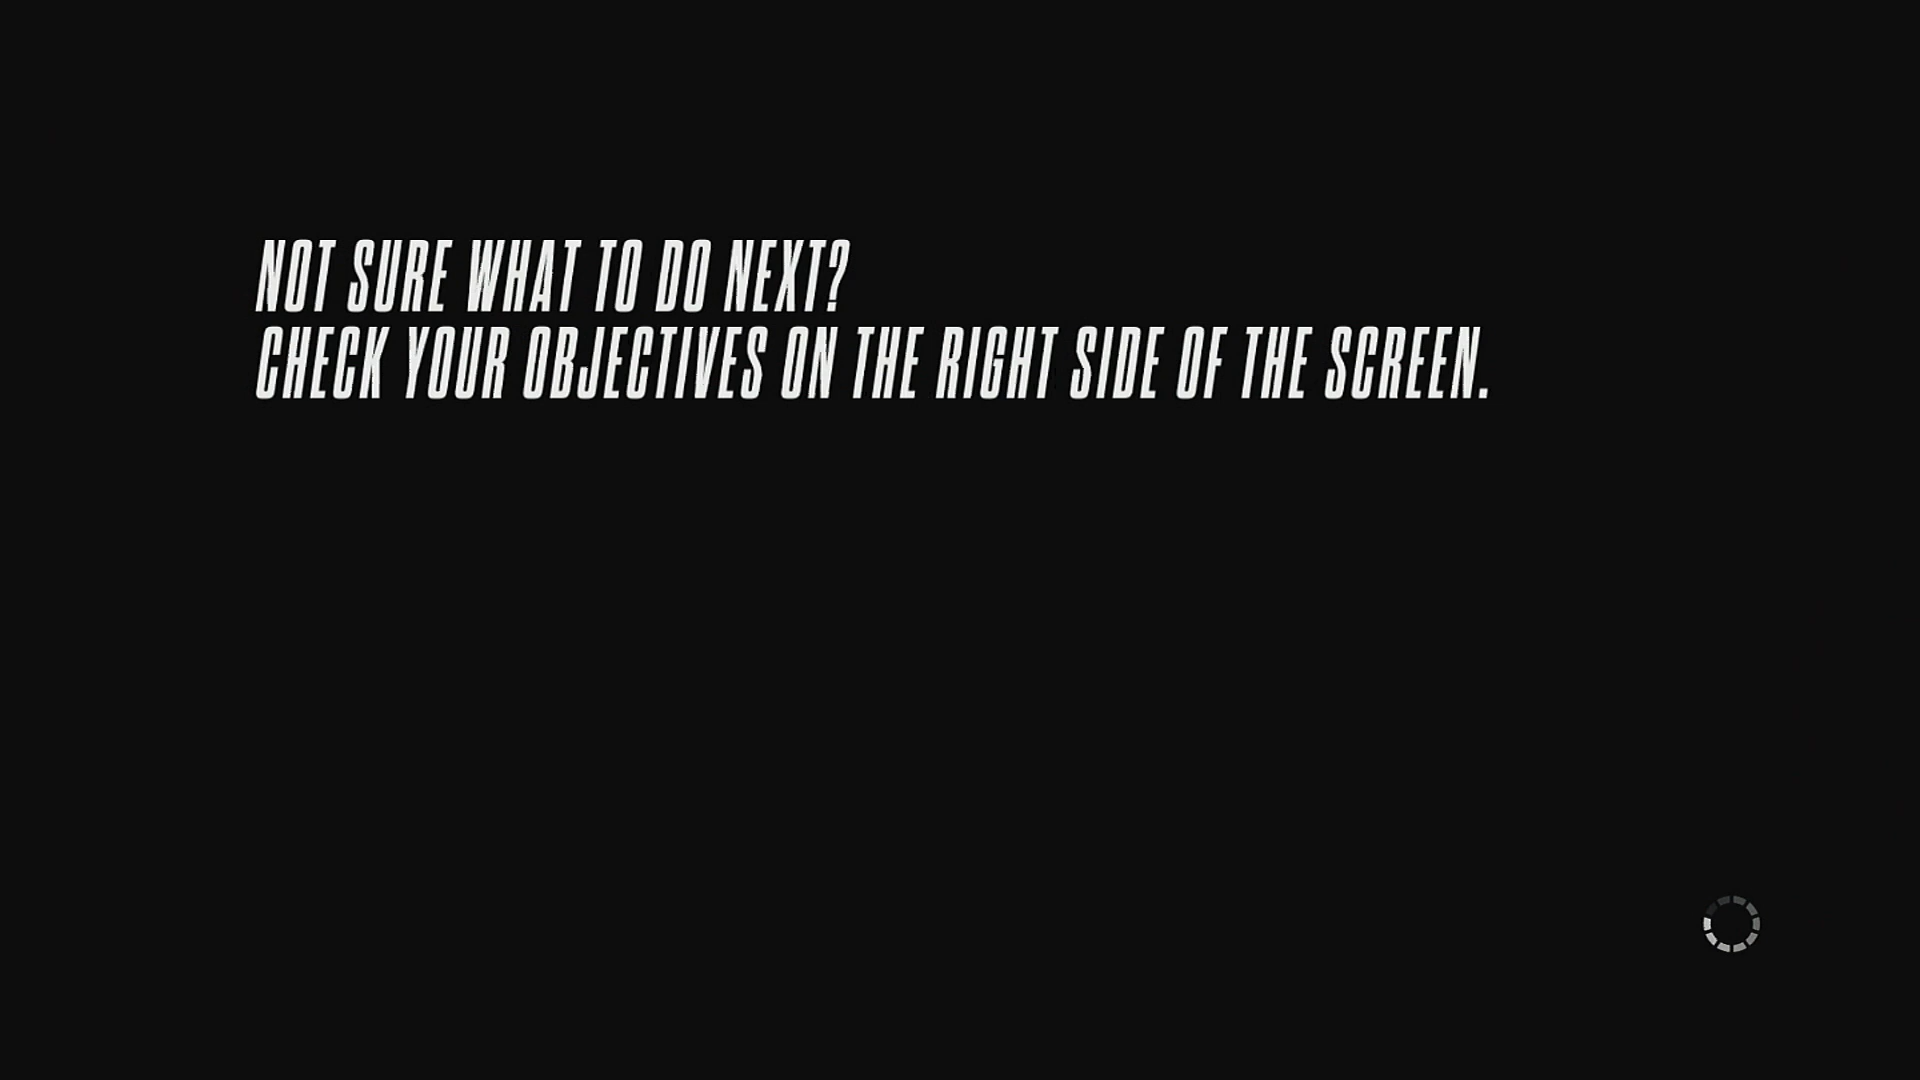 NOT SURE WHAT TO DO NEXT?
CHECK YOUR OBJECTIVES ON THE RIGHT SIDE OF THE SCREEN.